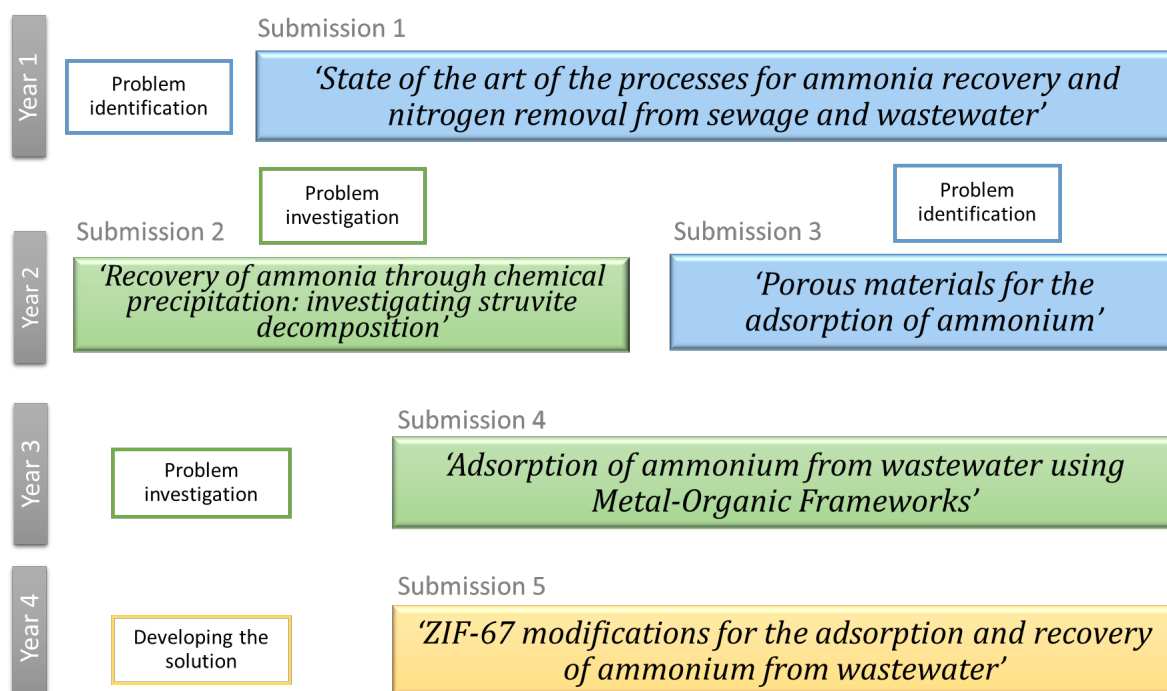 Year 1
Submission 1
Problem
identification
‘State of the art of the processes for ammonia recovery and
nitrogen removal from sewage and wastewater’
Year 2
Problem
investigation
Submission 2
‘Recovery of ammonia through chemical
precipitation: investigating struvite
decomposition’
Problem
identification
Submission 3
‘Porous materials for the
adsorption of ammonium’
Year 3
Submission 4
Problem
investigation
‘Adsorption of ammonium from wastewater using
Metal-Organic Frameworks’
Year 4
Submission 5
Developing the
solution
‘ZIF-67 modifications for the adsorption and recovery
of ammonium from wastewater’